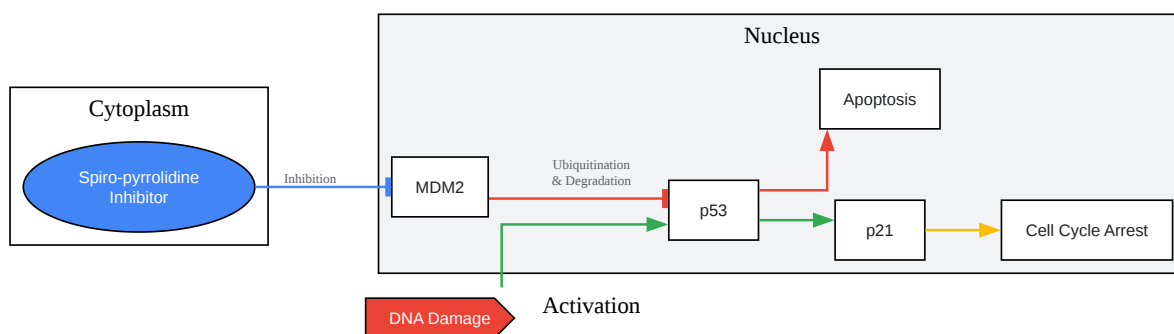 Nucleus
Cytoplasm
Spiro-pyrrolidine
Inhibitor
Inhibition
MDM2
Ubiquitination
& Degradation
p53
Apoptosis
p21
Cell Cycle Arrest
DNA Damage
Activation